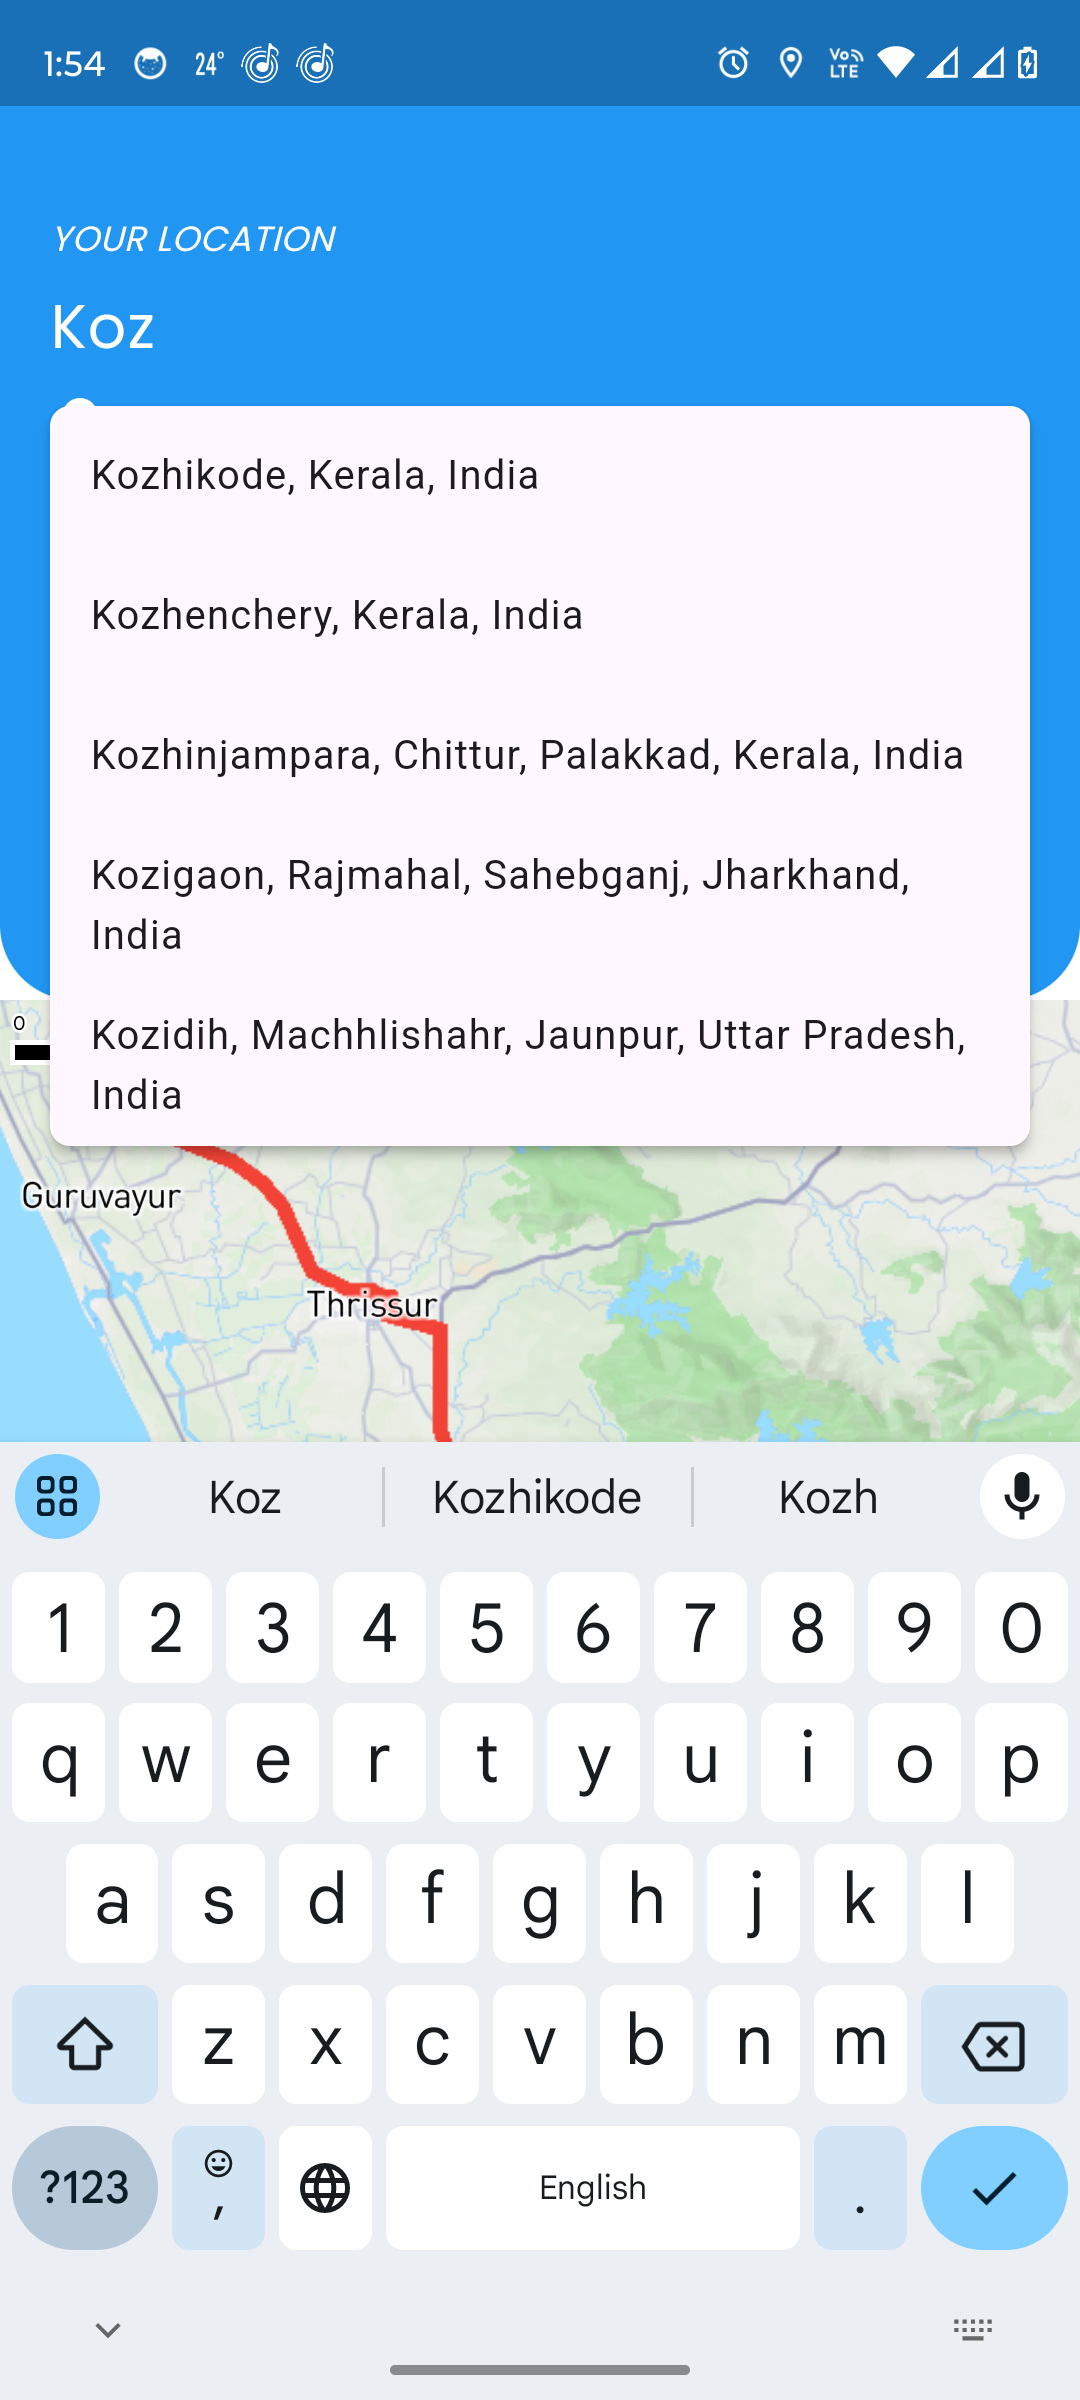 1:54 24°
Vo LTE
YOUR LOCATION
Koz
Kozhikode, Kerala, India
Kozhenchery, Kerala, India
Kozhinjampara, Chittur, Palakkad, Kerala, India
Kozigaon, Rajmahal, Sahebganj, Jharkhand,
India
Kozidih, Machhlishahr, Jaunpur, Uttar Pradesh,
India
0
Guruvayur
Thrissur
Koz Kozhikode Kozh
1 2 3 4 5 6 7 8 9 0
q w e r t y u i o p
a s d f g h j k l
z x c v b n m
?123 , English .